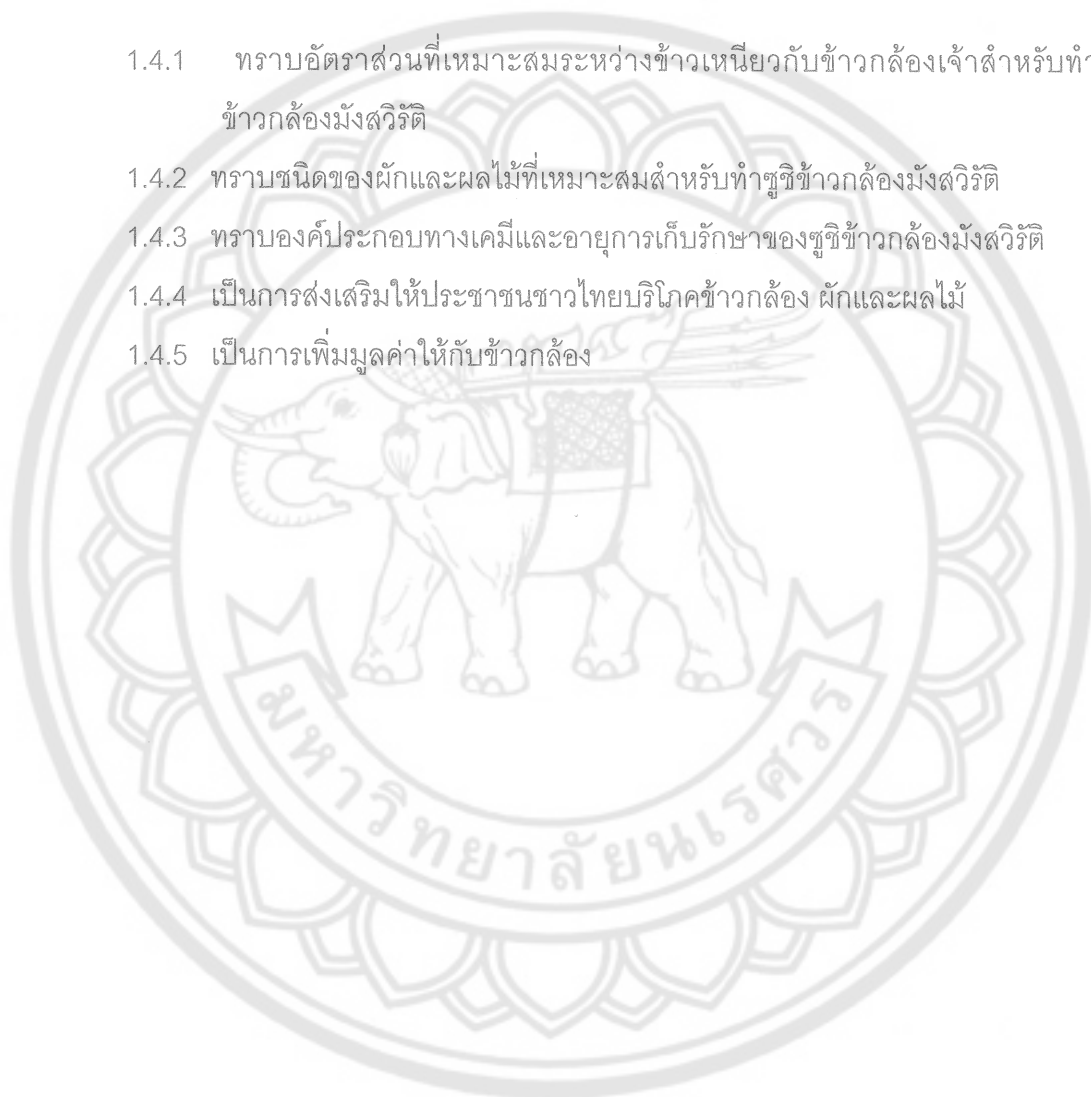 1.4.1 ทราบอัตราส่วนที่เหมาะสมระหว่างข้าวเหนียวกับข้าวกล้องเจ้าสำหรับทำ
ข้าวกล้องมังสวิรัติ
1.4.2 ทราบชนิดของผักและผลไม้ที่เหมาะสมสำหรับทำซูชิข้าวกล้องมังสวิรัติ
1.4.3 ทราบองค์ประกอบทางเคมีและอายุการเก็บรักษาของซูชิข้าวกล้องมังสวิรัติ
1.4.4 เป็นการส่งเสริมให้ประชาชนชาวไทยบริโภคข้าวกล้อง ผักและผลไม้
1.4.5 เป็นการเพิ่มมูลค่าให้กับข้าวกล้อง
มหาวิทยาลัยนเรศวร